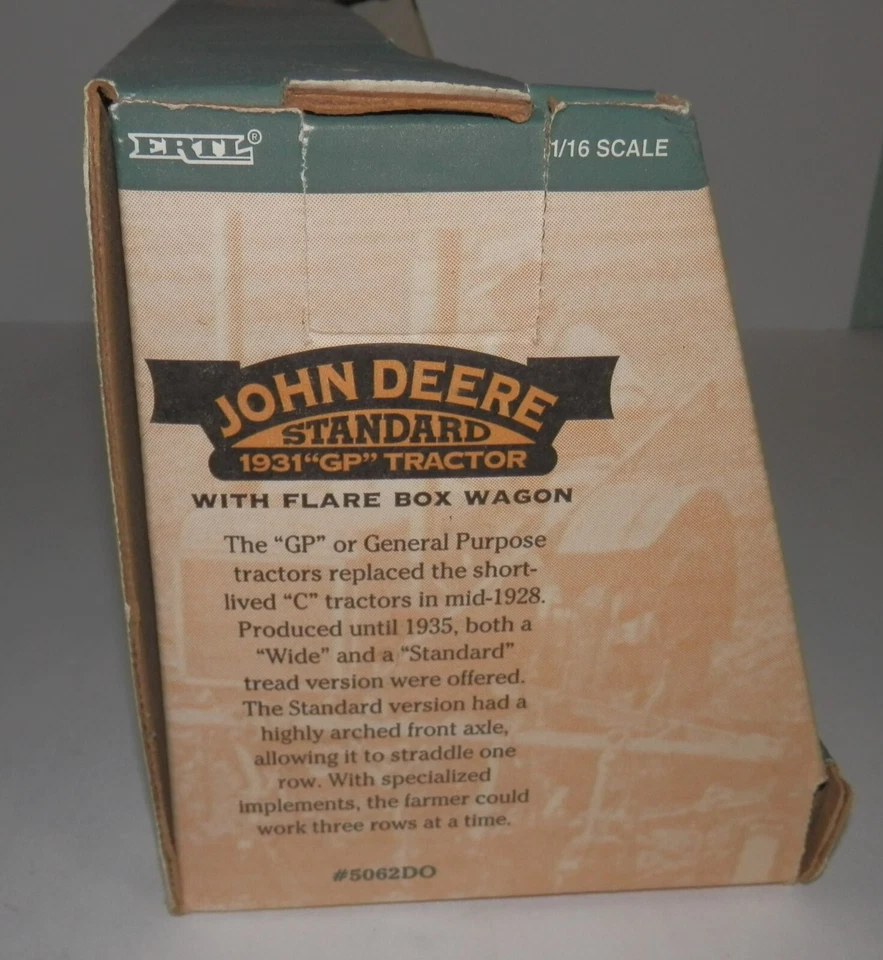 ERTL®
1/16 SCALE
JOHN DEERE
STANDARD
1931 "GP" TRACTOR
WITH FLARE BOX WAGON
The "GP" or General Purpose
tractors replaced the short-
lived "C" tractors in mid-1928.
Produced until 1935, both a
"Wide" and a "Standard"
tread version were offered.
The Standard version had a
highly arched front axle,
allowing it to straddle one
row. With specialized
implements, the farmer could
work three rows at a time.
#5062DO